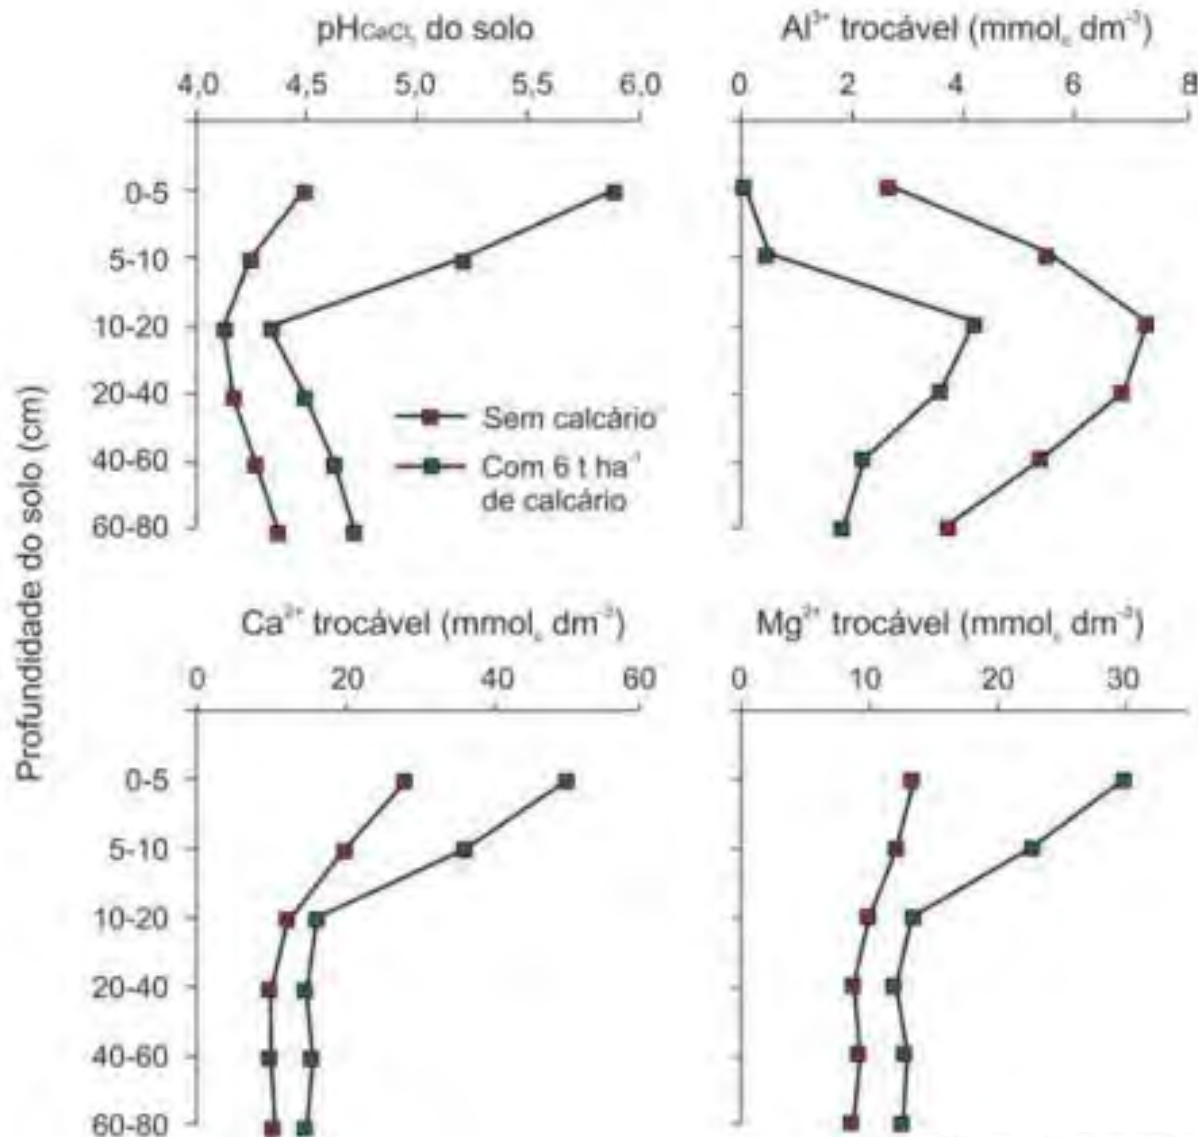 pHCaCl₂ do solo
4,0 4,5 5,0 5,5 6,0
Al³⁺ trocável (mmolc dm⁻³)
0 2 4 6 8
Profundidade do solo (cm)
0-5
5-10
10-20
20-40
40-60
60-80
Sem calcário
Com 6 t ha⁻¹
de calcário
Ca²⁺ trocável (mmolc dm⁻³)
0 20 40 60
Mg²⁺ trocável (mmolc dm⁻³)
0 10 20 30
0-5
5-10
10-20
20-40
40-60
60-80